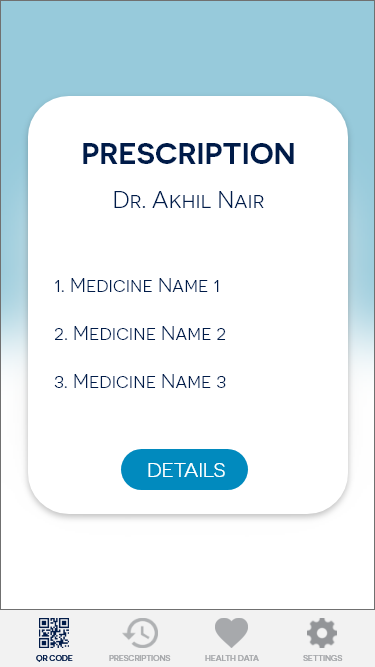 PRESCRIPTION
Dr. Akhil Nair
1. Medicine Name 1
2. Medicine Name 2
3. Medicine Name 3
DETAILS
QR CODE PRESCRIPTIONS HEALTH DATA SETTINGS